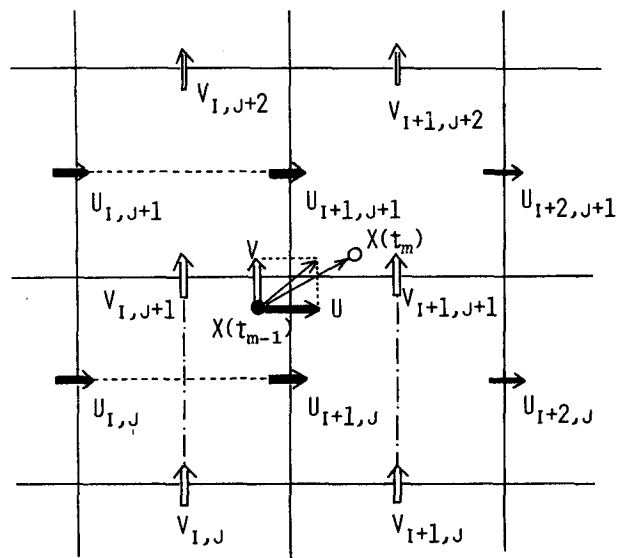 V_{I,J+2} V_{I+1,J+2}
U_{I,J+1} U_{I+1,J+1} U_{I+2,J+1}
V X(t_m)
V_{I,J+1} X(t_{m-1}) U V_{I+1,J+1}
U_{I,J} U_{I+1,J} U_{I+2,J}
V_{I,J} V_{I+1,J}